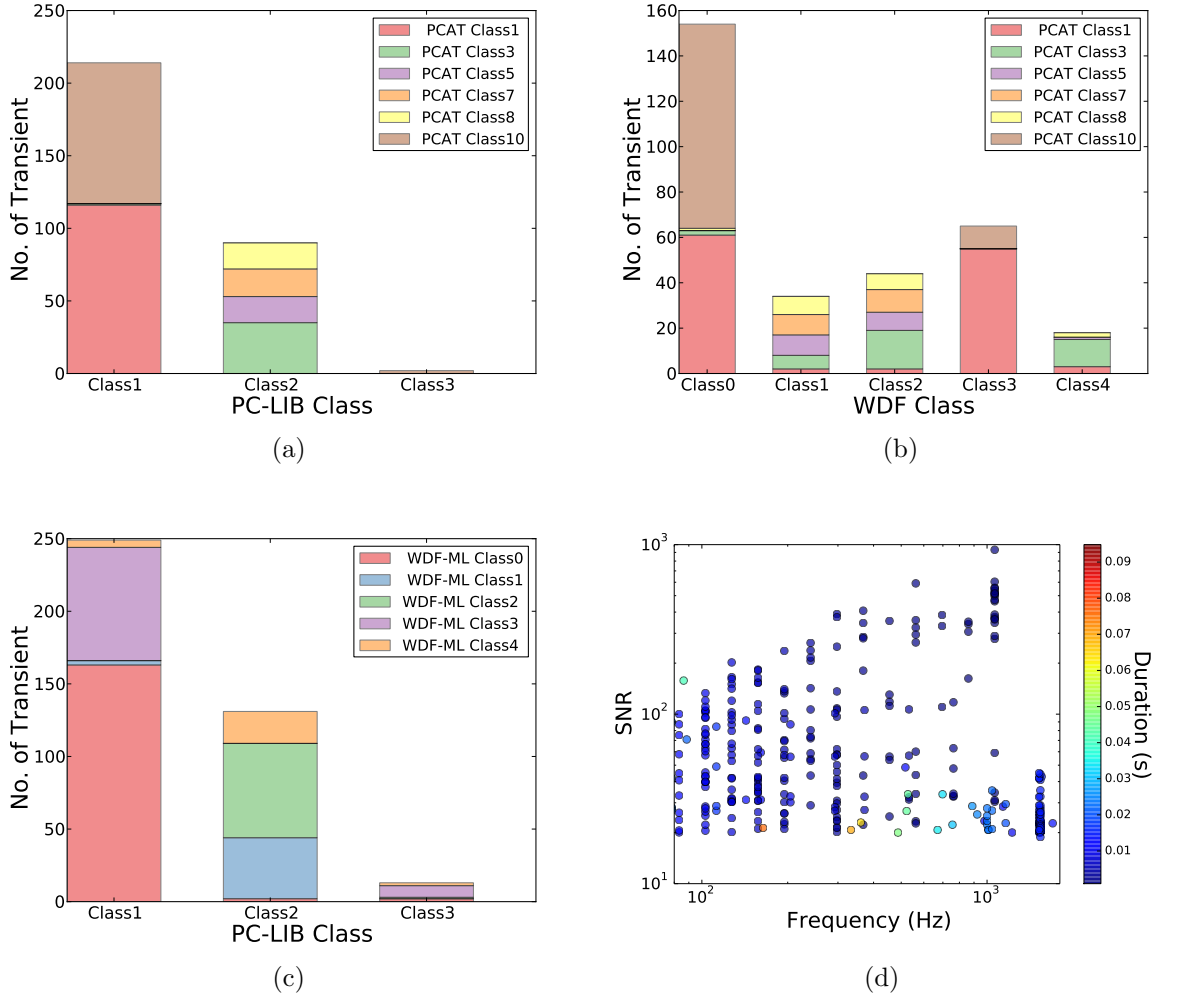 250
200
150
100
50
0
No. of Transient
PCAT Class1
PCAT Class3
PCAT Class5
PCAT Class7
PCAT Class8
PCAT Class10
Class1 Class2 Class3
PC-LIB Class
(a)
160
140
120
100
80
60
40
20
0
No. of Transient
PCAT Class1
PCAT Class3
PCAT Class5
PCAT Class7
PCAT Class8
PCAT Class10
Class0 Class1 Class2 Class3 Class4
WDF Class
(b)
250
200
150
100
50
0
No. of Transient
WDF-ML Class0
WDF-ML Class1
WDF-ML Class2
WDF-ML Class3
WDF-ML Class4
Class1 Class2 Class3
PC-LIB Class
(c)
10³
10²
10¹
SNR
10² 10³
Frequency (Hz)
0.09
0.08
0.07
0.06
0.05
0.04
0.03
0.02
0.01
Duration (s)
(d)